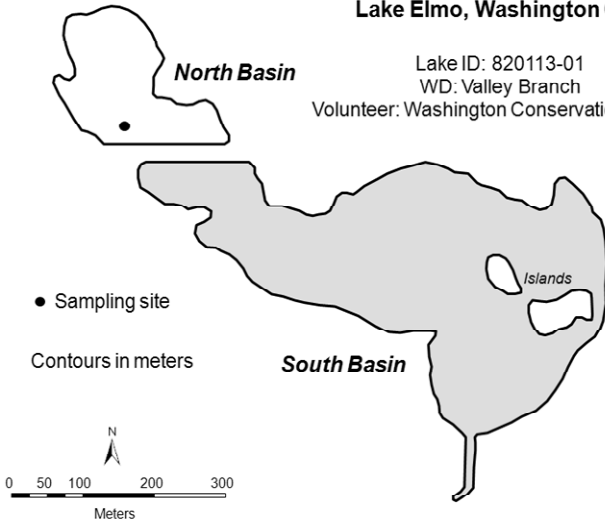 Lake Elmo, Washington
North Basin
Lake ID: 820113-01
WD: Valley Branch
Volunteer: Washington
Islands
Sampling site
Contours in meters
South Basin
N
0 50 100 200 300
Meters